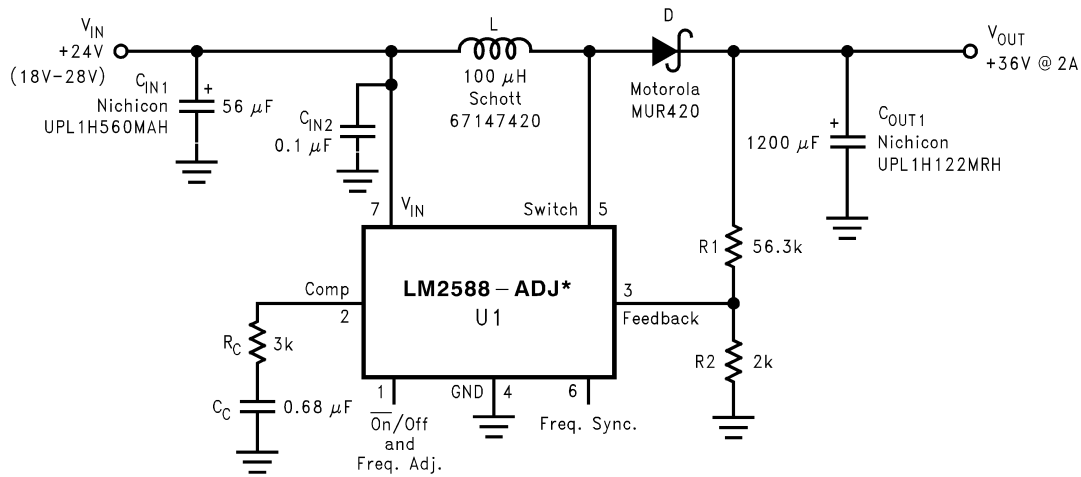 V_IN
+24V
(18V–28V)
C_IN1
Nichicon
UPL1H560MAH
+
56 μF
C_IN2
0.1 μF
L
100 μH
Schott
67147420
D
Motorola
MUR420
V_OUT
+36V @ 2A
+
1200 μF
C_OUT1
Nichicon
UPL1H122MRH
7
V_IN
Switch
5
R1
56.3k
LM2588–ADJ*
U1
Comp
2
3
Feedback
R_C
3k
R2
2k
1
GND
4
6
C_C
0.68 μF
O̅n̅/Off
and
Freq. Adj.
Freq. Sync.